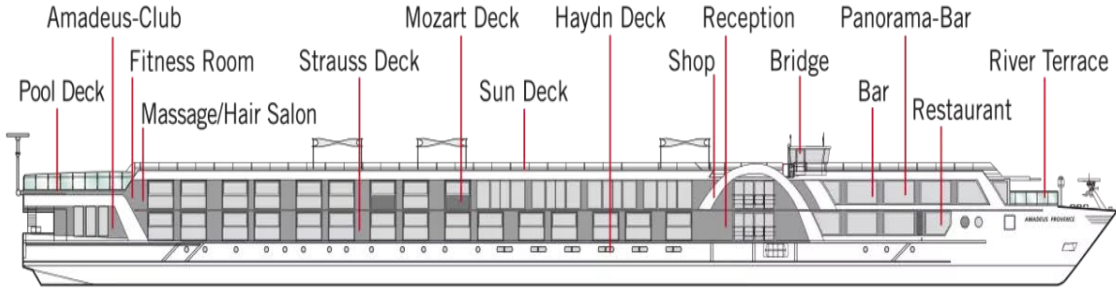 Amadeus-Club
Mozart Deck
Haydn Deck
Reception
Panorama-Bar
Fitness Room
Strauss Deck
Shop
Bridge
River Terrace
Pool Deck
Massage/Hair Salon
Sun Deck
Bar
Restaurant
AMADEUS PROVENCE